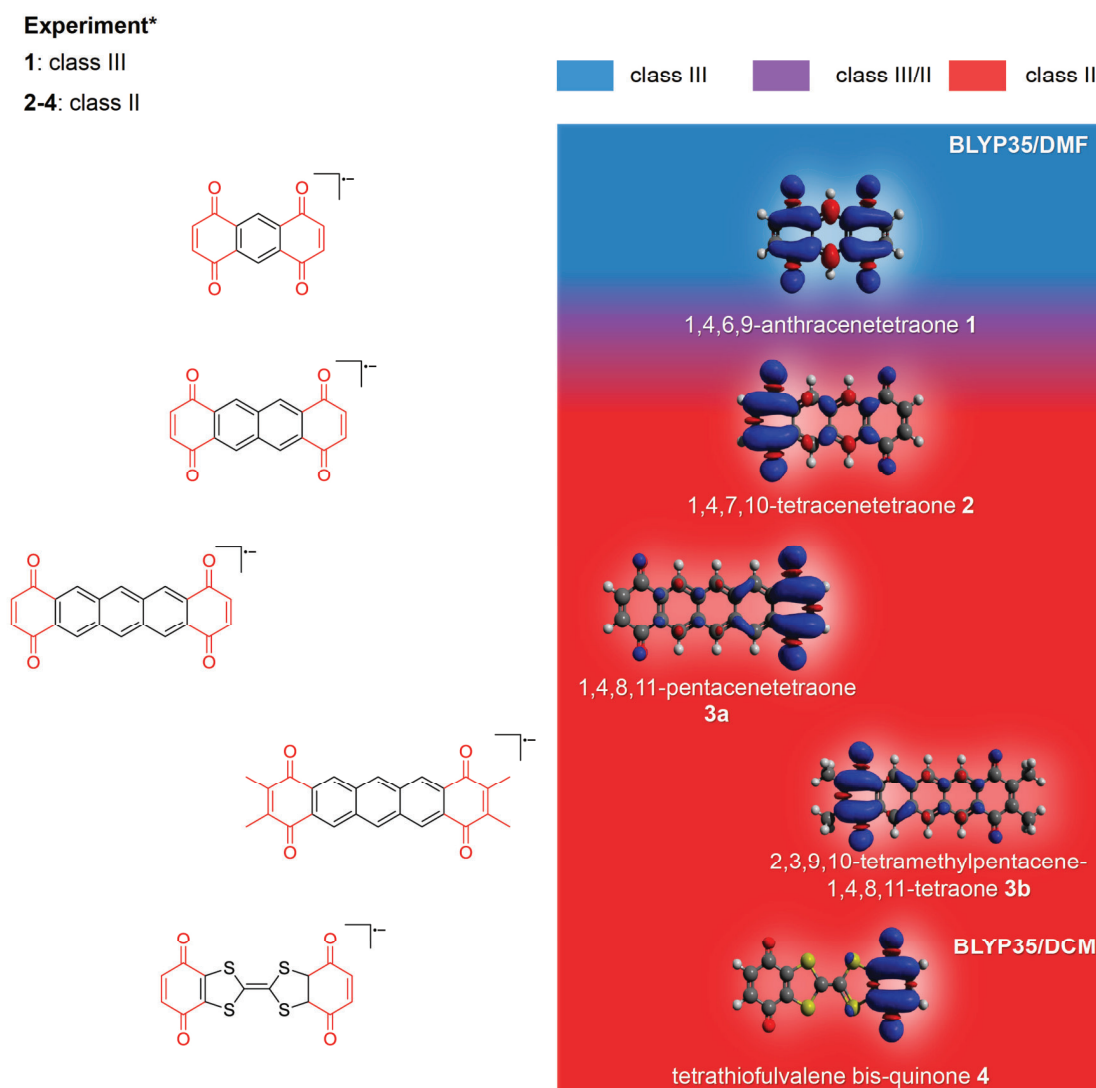 Experiment*
1: class III
2-4: class II
class III
class III/II
class II
BLYP35/DMF
O
O
•–
O
O
1,4,6,9-anthracenetetraone 1
O
O
•–
O
O
1,4,7,10-tetracenetetraone 2
O
O
•–
O
O
1,4,8,11-pentacenetetraone
3a
O
O
•–
O
O
2,3,9,10-tetramethylpentacene-
1,4,8,11-tetraone 3b
BLYP35/DCM
O
O
•–
S
S
S
S
O
O
tetrathiofulvalene bis-quinone 4